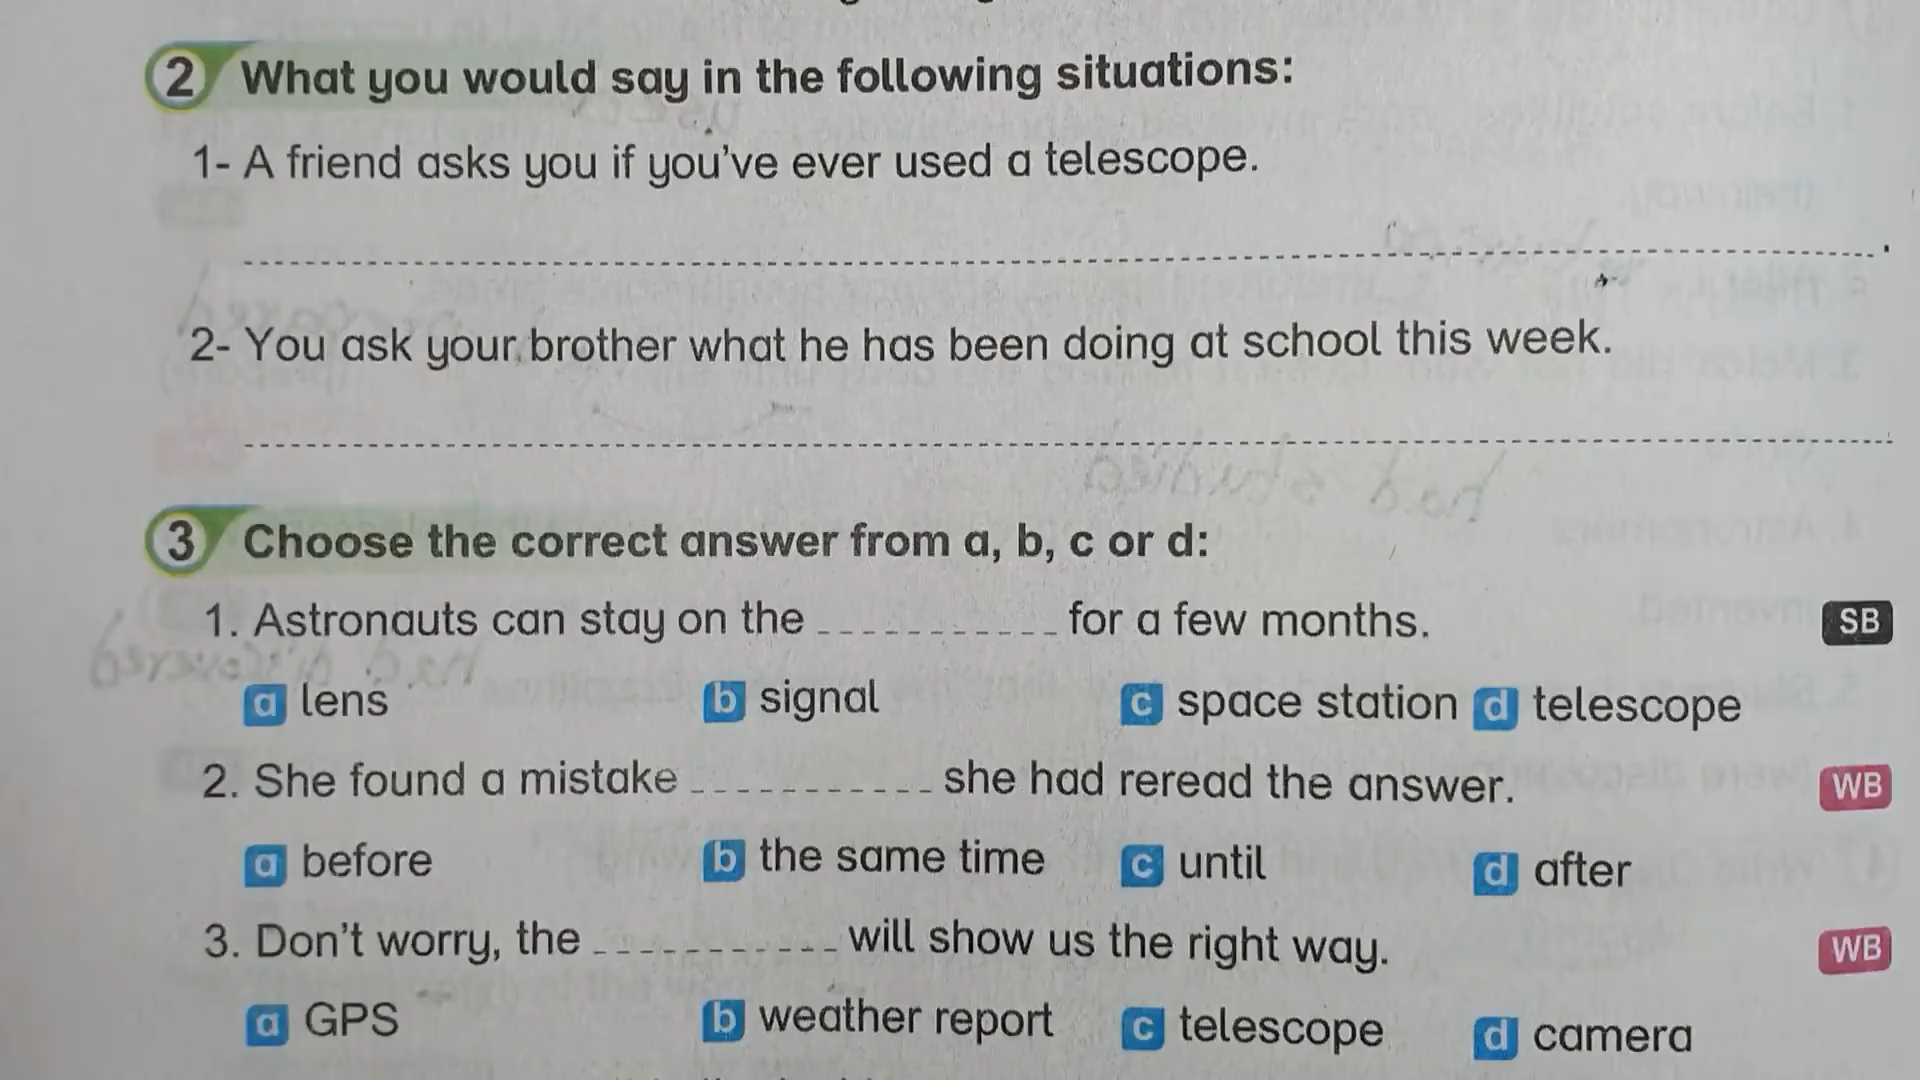 2 What you would say in the following situations:
1- A friend asks you if you've ever used a telescope.
2- You ask your brother what he has been doing at school this week.
3 Choose the correct answer from a, b, c or d:
1. Astronauts can stay on the ___________ for a few months. SB
a lens b signal c space station d telescope
2. She found a mistake ___________ she had reread the answer. WB
a before b the same time c until d after
3. Don't worry, the ___________ will show us the right way. WB
a GPS b weather report c telescope d camera